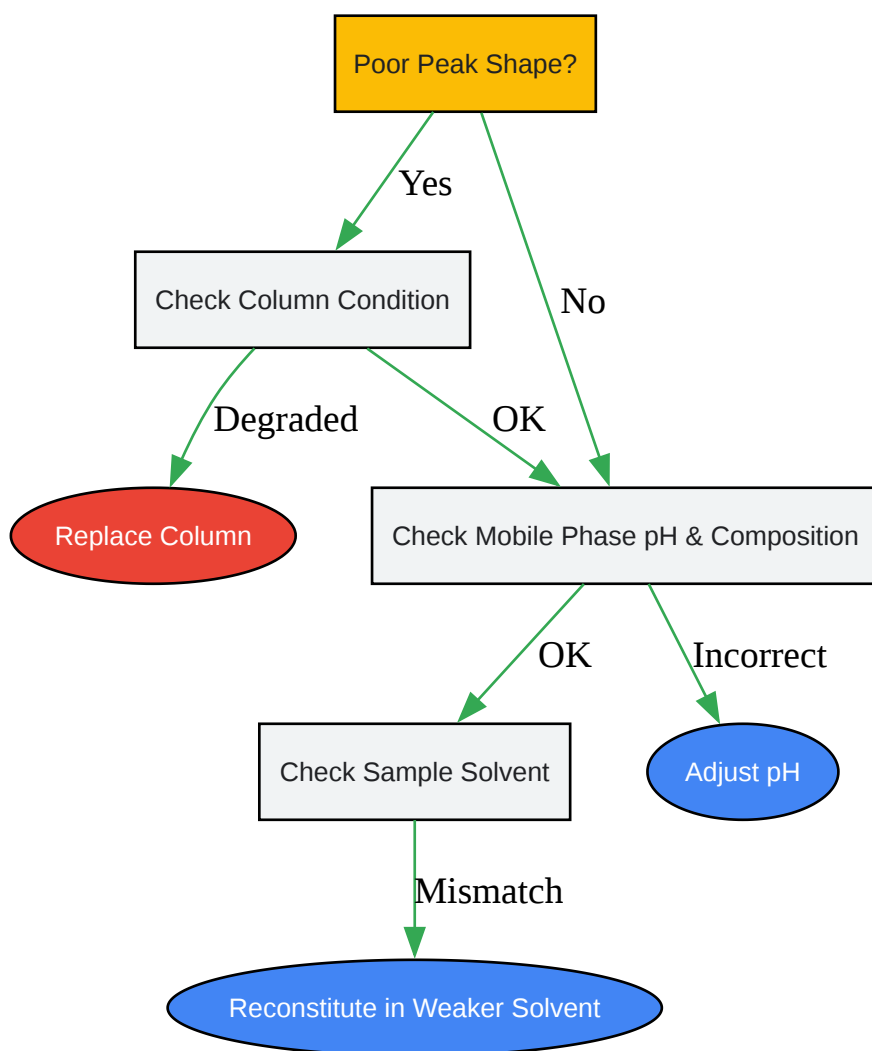 Poor Peak Shape?
Yes
Check Column Condition
No
Degraded
OK
Replace Column
Check Mobile Phase pH & Composition
OK
Incorrect
Check Sample Solvent
Adjust pH
Mismatch
Reconstitute in Weaker Solvent